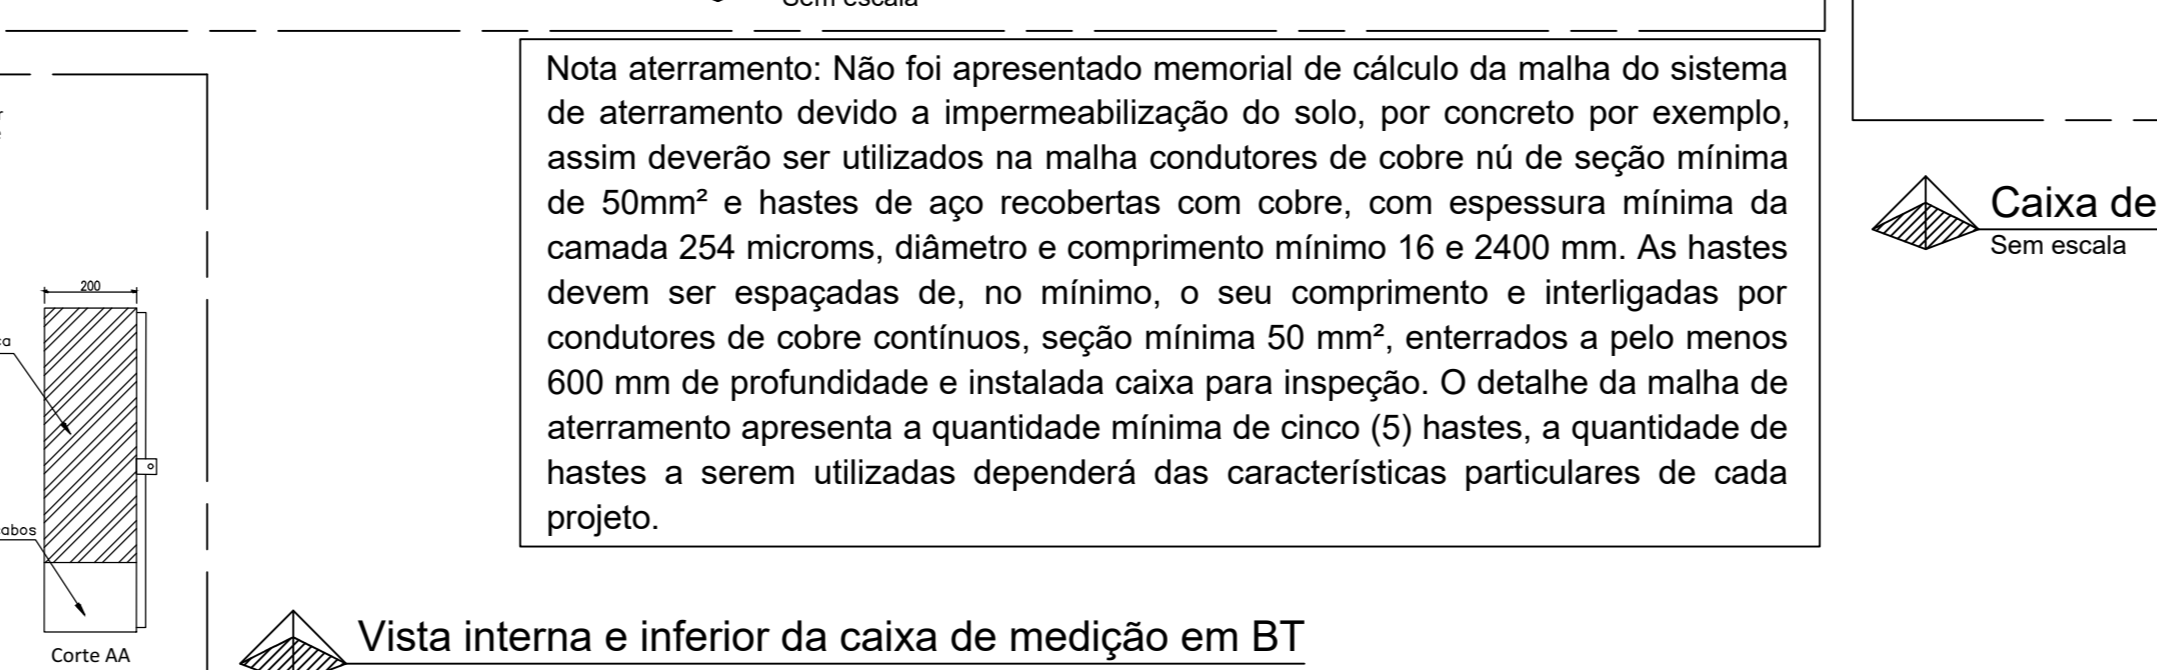 Sem escala
Nota aterramento: Não foi apresentado memorial de cálculo da malha do sistema
de aterramento devido a impermeabilização do solo, por concreto por exemplo,
assim deverão ser utilizados na malha condutores de cobre nú de seção mínima
de 50mm² e hastes de aço recobertas com cobre, com espessura mínima da
camada 254 microms, diâmetro e comprimento mínimo 16 e 2400 mm. As hastes
devem ser espaçadas de, no mínimo, o seu comprimento e interligadas por
condutores de cobre contínuos, seção mínima 50 mm², enterrados a pelo menos
600 mm de profundidade e instalada caixa para inspeção. O detalhe da malha de
aterramento apresenta a quantidade mínima de cinco (5) hastes, a quantidade de
hastes a serem utilizadas dependerá das características particulares de cada
projeto.
Caixa de
Sem escala
200
abos
Corte AA
Vista interna e inferior da caixa de medição em BT